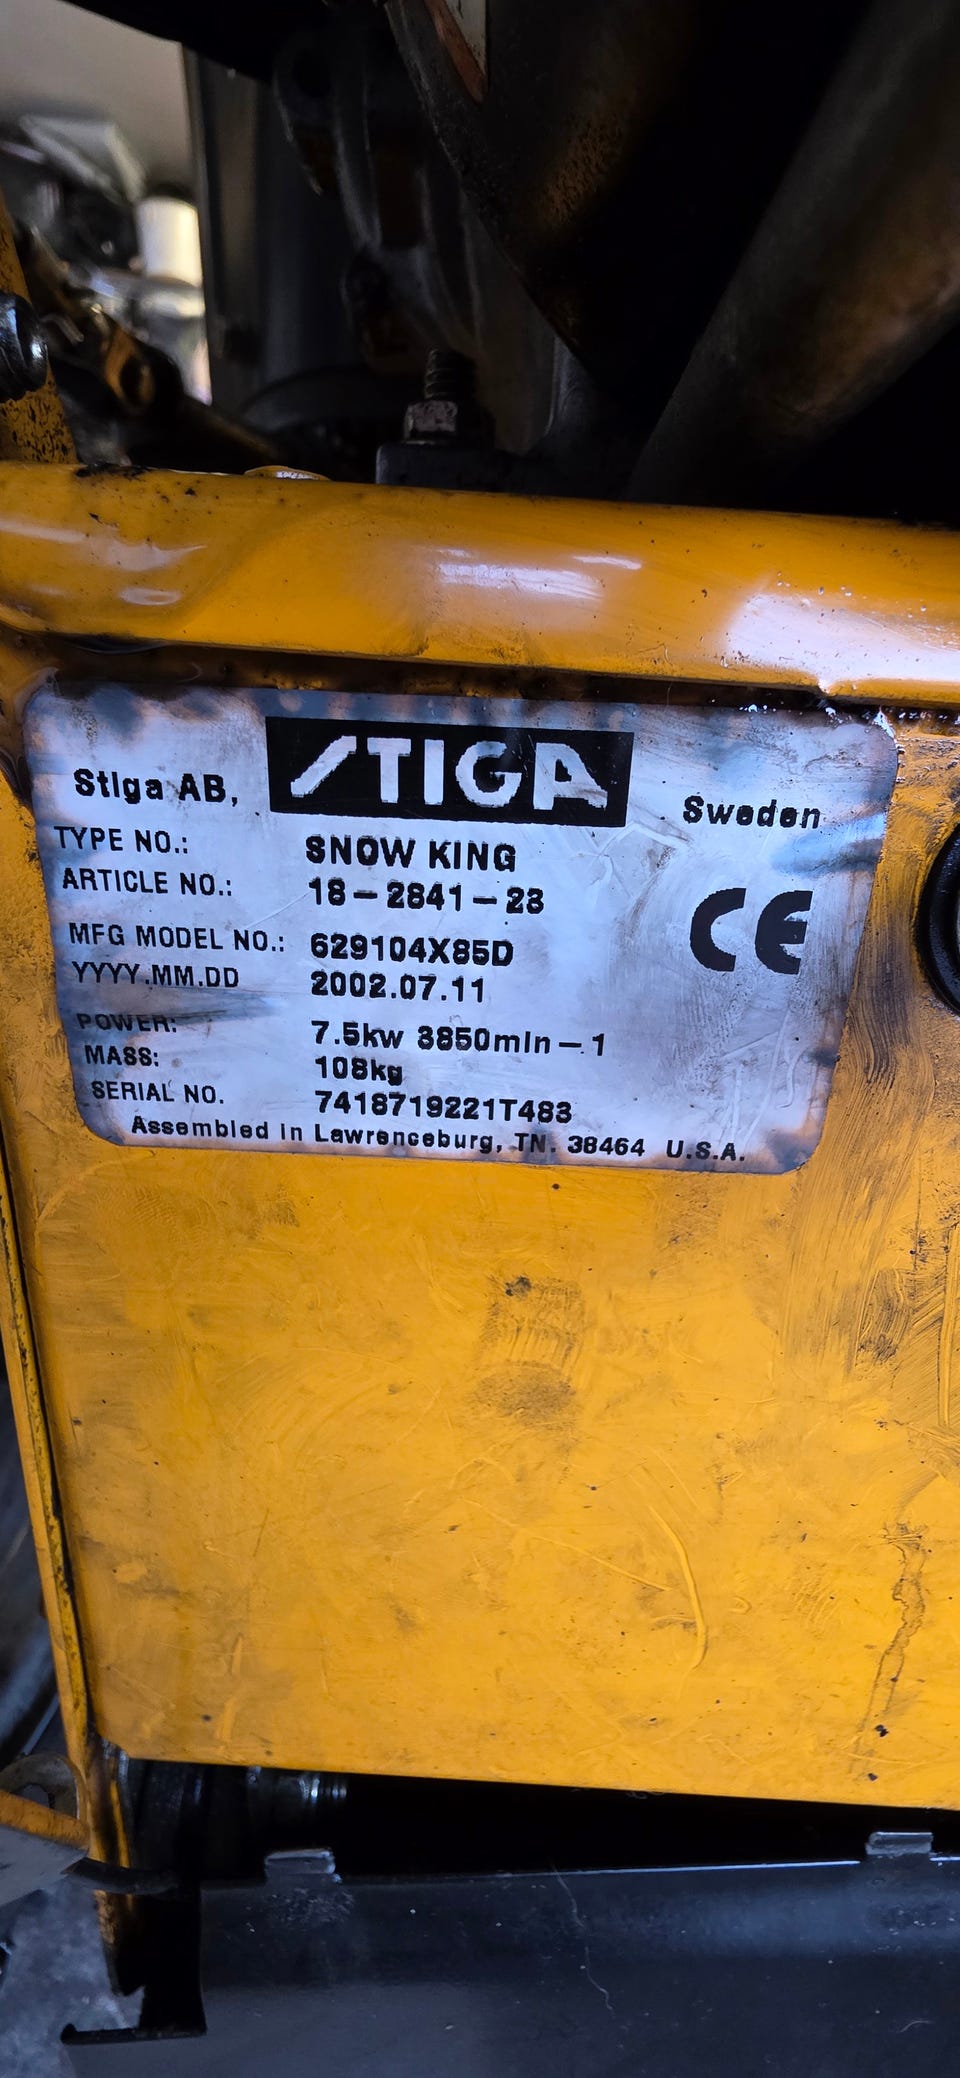 Stiga AB, STIGA Sweden
TYPE NO.: SNOW KING
ARTICLE NO.: 18-2841-23
CE
MFG MODEL NO.: 629104X85D
YYYY.MM.DD 2002.07.11
POWER: 7.5kw 3850min-1
MASS: 108kg
SERIAL NO. 7418719221T483
Assembled in Lawrenceburg, TN. 38464 U.S.A.